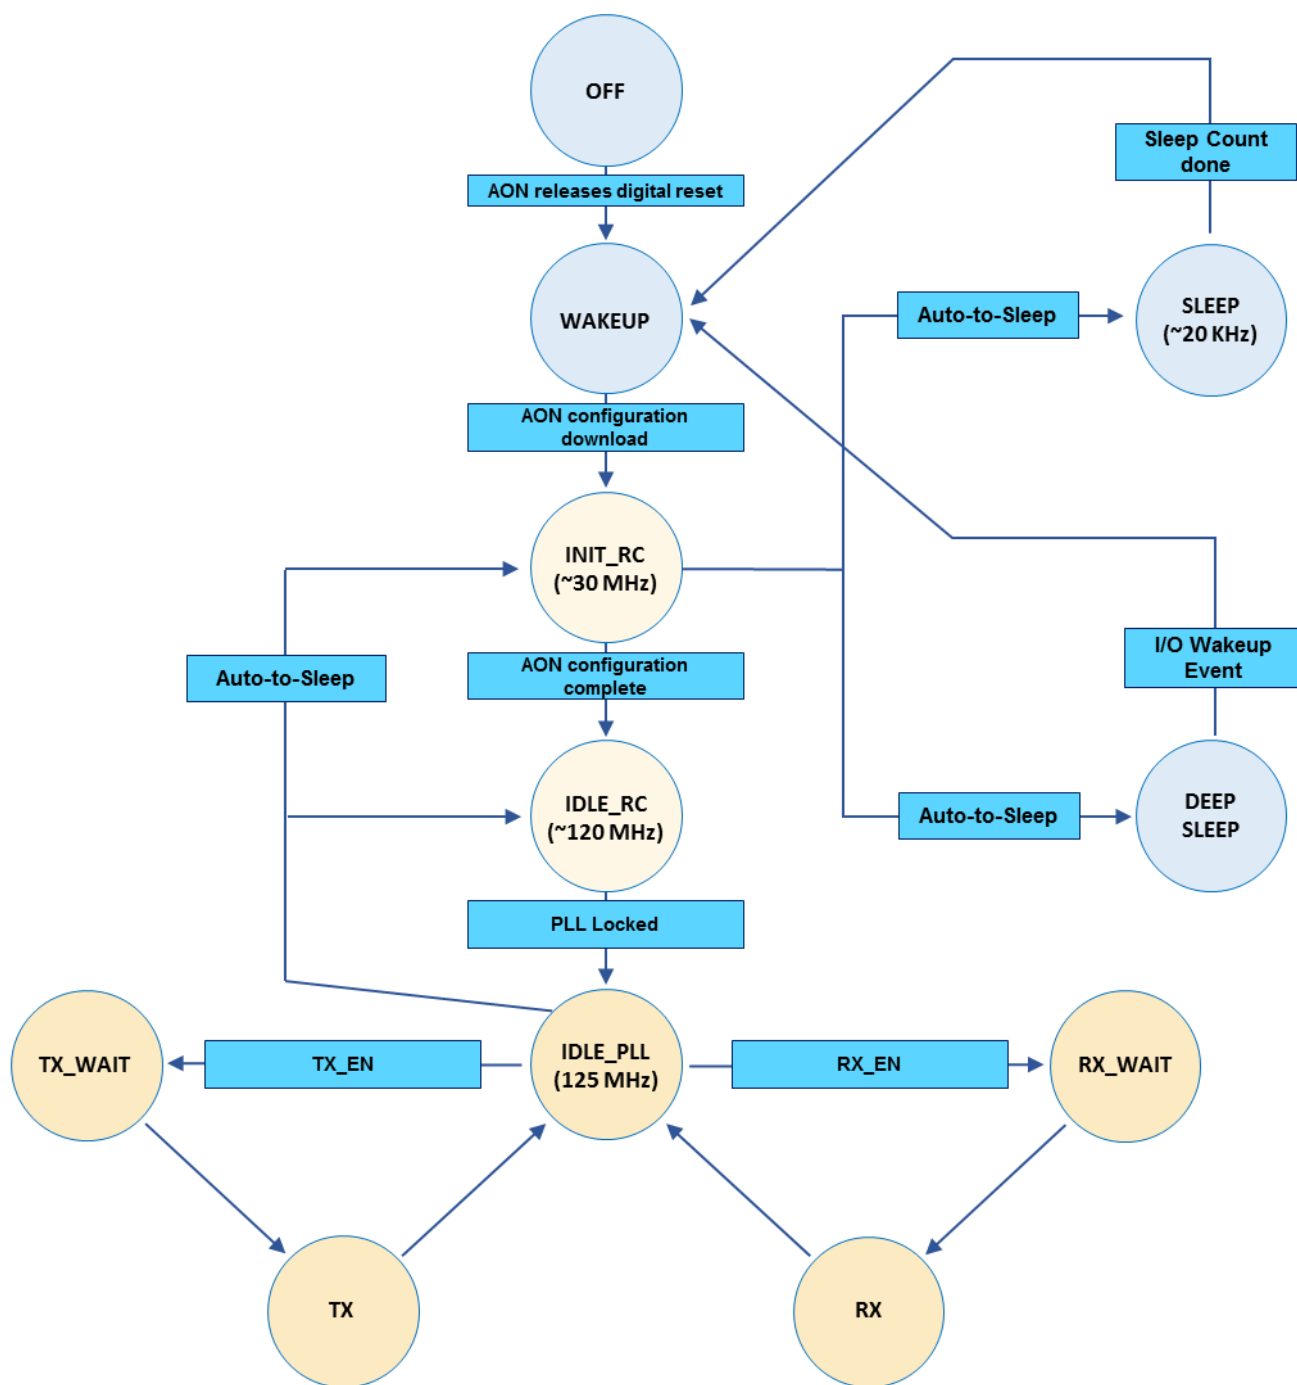 OFF
Sleep Count
done
AON releases digital reset
WAKEUP
Auto-to-Sleep
SLEEP
(~20 KHz)
AON configuration
download
INIT_RC
(~30 MHz)
I/O Wakeup
Event
Auto-to-Sleep
AON configuration
complete
IDLE_RC
(~120 MHz)
Auto-to-Sleep
DEEP
SLEEP
PLL Locked
TX_WAIT
TX_EN
IDLE_PLL
(125 MHz)
RX_EN
RX_WAIT
TX
RX